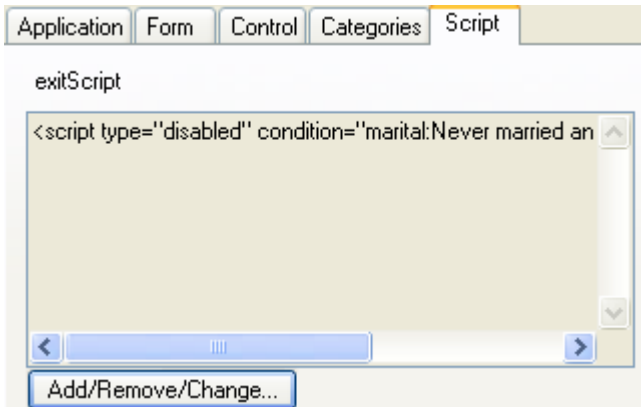 Application Form Control Categories Script
exitScript
<script type="disabled" condition="marital:Never married an
Add/Remove/Change...